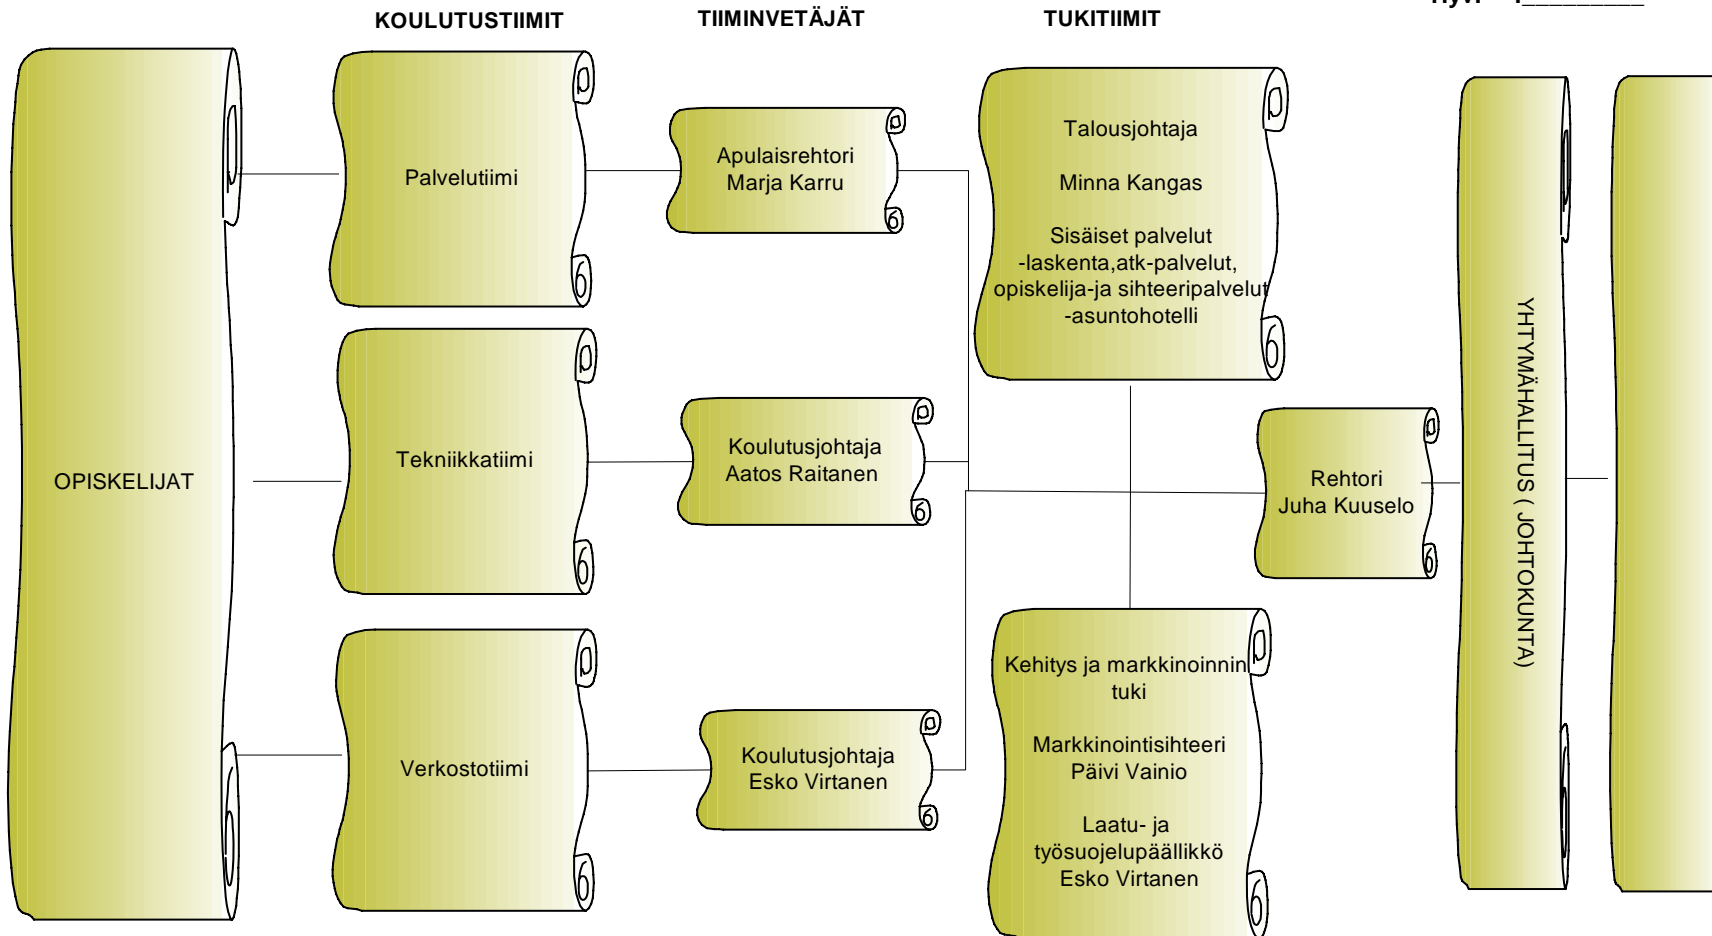 KOULUTUSTIIMIT
TIIMINVETÄJÄT
TUKITIIMIT
OPISKELIJAT
Palvelutiimi
Tekniikkatiimi
Verkostotiimi
Apulaisrehtori
Marja Karru
Koulutusjohtaja
Aatos Raitanen
Koulutusjohtaja
Esko Virtanen
Talousjohtaja
Minna Kangas
Sisäiset palvelut
-laskenta,atk-palvelut,
opiskelija-ja sihteeripalvelut
-asuntohotelli
Kehitys ja markkinoinnin
tuki
Markkinointisihteeri
Päivi Vainio
Laatu- ja
työsuojelupäällikkö
Esko Virtanen
Rehtori
Juha Kuuselo
YHTYMÄHALLITUS ( JOHTOKUNTA)